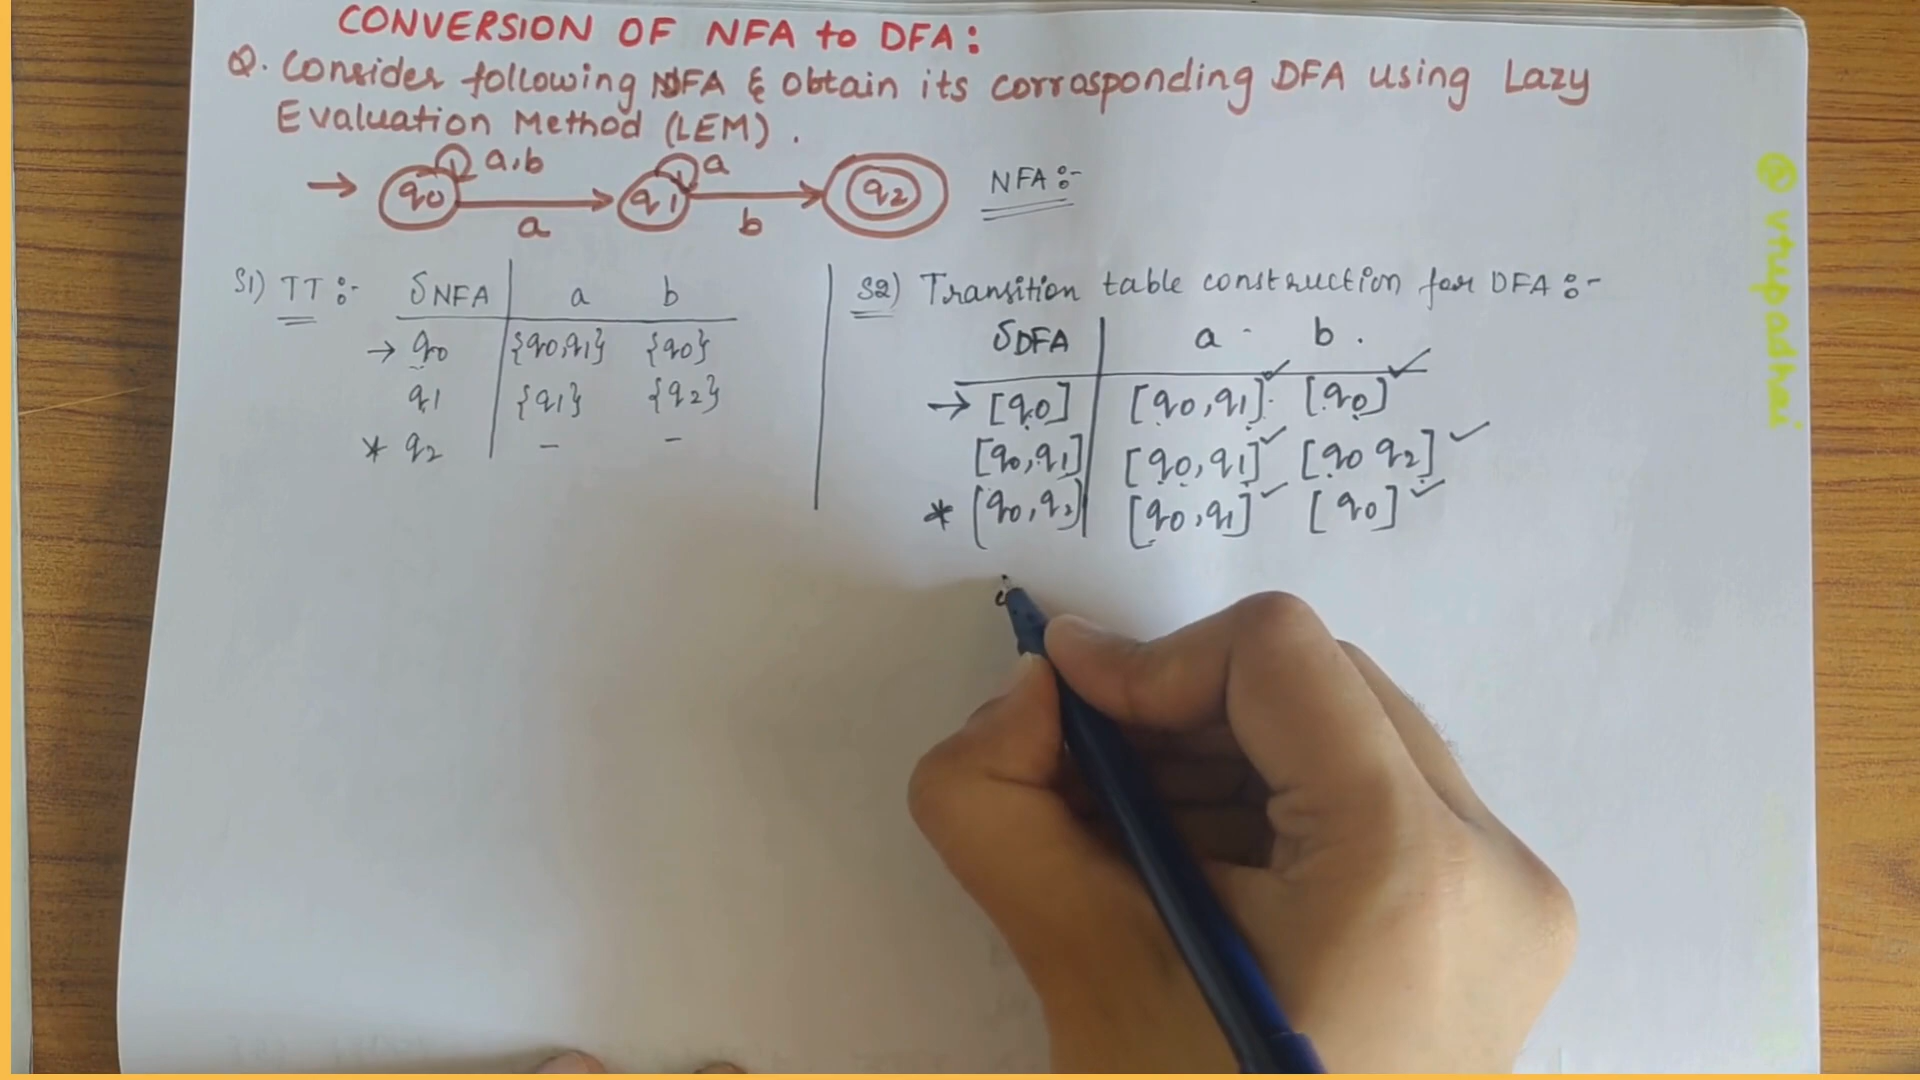 CONVERSION OF NFA to DFA:
Q. Consider following NFA & obtain its corrosponding DFA using Lazy
Evaluation Method (LEM).
a,b
a
→ q0
q1
q2
NFA :-
a
b
S1) TT :-
δNFA a b
→ q0 {q0,q1} {q0}
q1 {q1} {q2}
* q2 - -
S2) Transition table construction for DFA :-
δDFA a b.
→ [q0] [q0,q1] ✓ [q0] ✓
[q0,q1] [q0,q1] ✓ [q0 q2] ✓
* [q0,q2] [q0,q1] ✓ [q0] ✓
@ vtupadhai